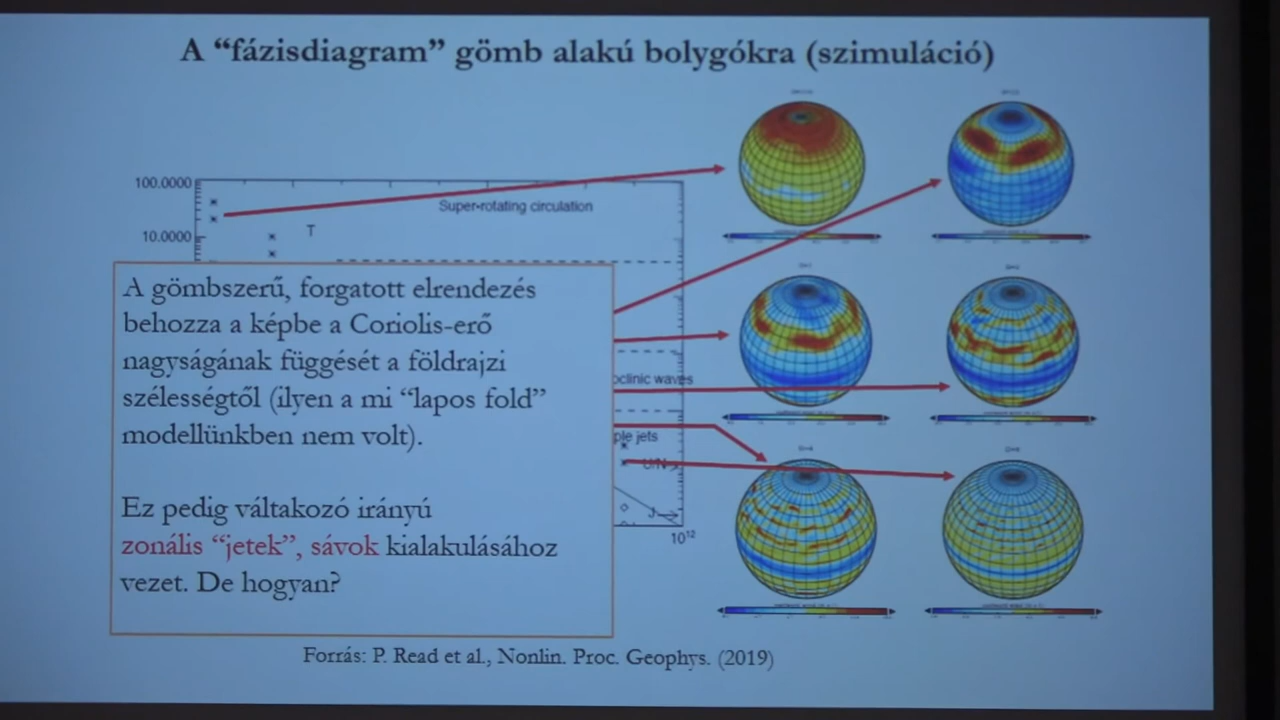 A “fázisdiagram” gömb alakú bolygókra (szimuláció)
100.0000
10.0000
Super-rotating circulation
T
A gömbszerű, forgatott elrendezés
behozza a képbe a Coriolis-erő
nagyságának függését a földrajzi
szélességtől (ilyen a mi “lapos fold”
modellünkben nem volt).
Ez pedig váltakozó irányú
zonális “jetek”, sávok kialakulásához
vezet. De hogyan?
oclinic waves
ple jets
U/N
J
10¹²
Forrás: P. Read et al., Nonlin. Proc. Geophys. (2019)